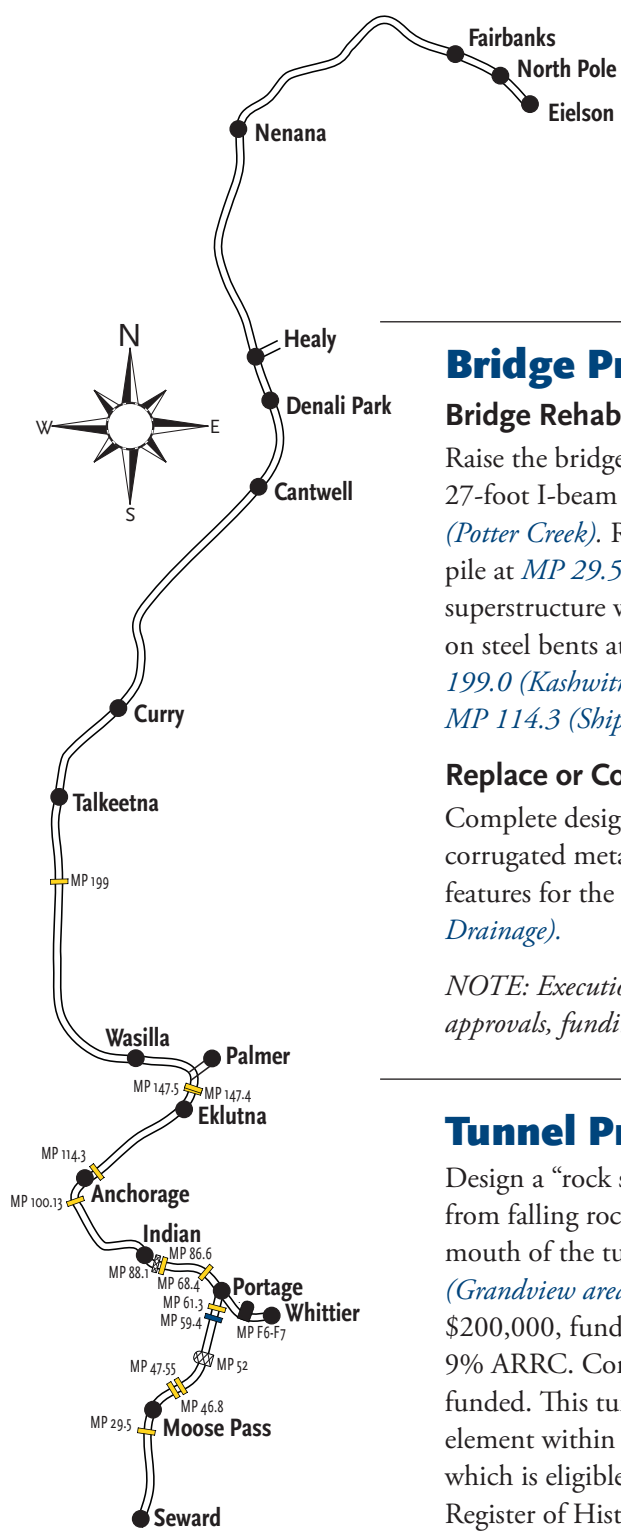 Fairbanks
North Pole
Eielson
Nenana
N
W
E
S
Healy
Denali Park
Cantwell
Curry
Talkeetna
MP 199
Wasilla
Palmer
MP 147.5
MP 147.4
Eklutna
MP 114.3
Anchorage
MP 100.13
Indian
MP 86.6
MP 88.1
MP 68.4
Portage
MP 61.3
Whittier
MP 59.4
MP F6-F7
MP 52
MP 47.55
MP 46.8
Moose Pass
MP 29.5
Seward
Bridge Pr
Bridge Rehab
Raise the bridge
27-foot I-beam
(Potter Creek). R
pile at MP 29.5
superstructure w
on steel bents at
199.0 (Kashwitn
MP 114.3 (Ship
Replace or Co
Complete design
corrugated meta
features for the
Drainage).
NOTE: Executio
approvals, fundi
Tunnel Pr
Design a “rock s
from falling roc
mouth of the tu
(Grandview area
$200,000, fund
9% ARRC. Con
funded. This tu
element within
which is eligible
Register of Hist